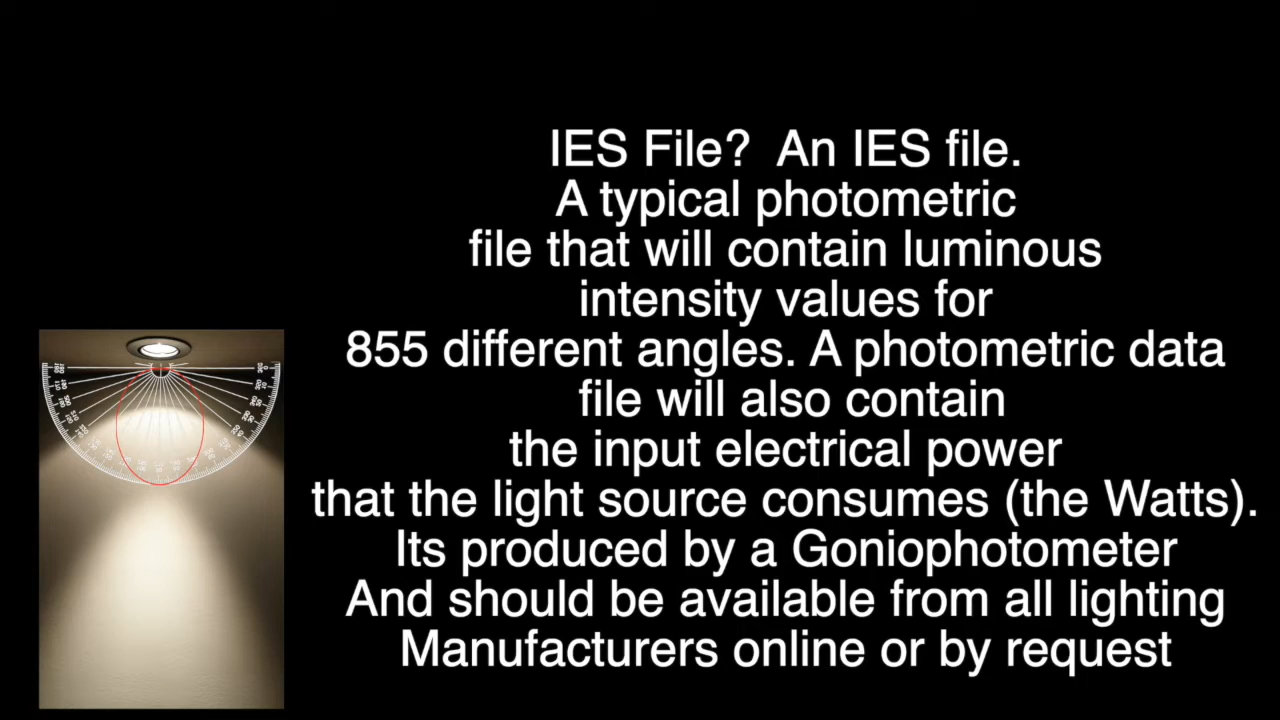 IES File?  An IES file.
A typical photometric
file that will contain luminous
intensity values for
855 different angles. A photometric data
file will also contain
the input electrical power
that the light source consumes (the Watts).
Its produced by a Goniophotometer
And should be available from all lighting
Manufacturers online or by request